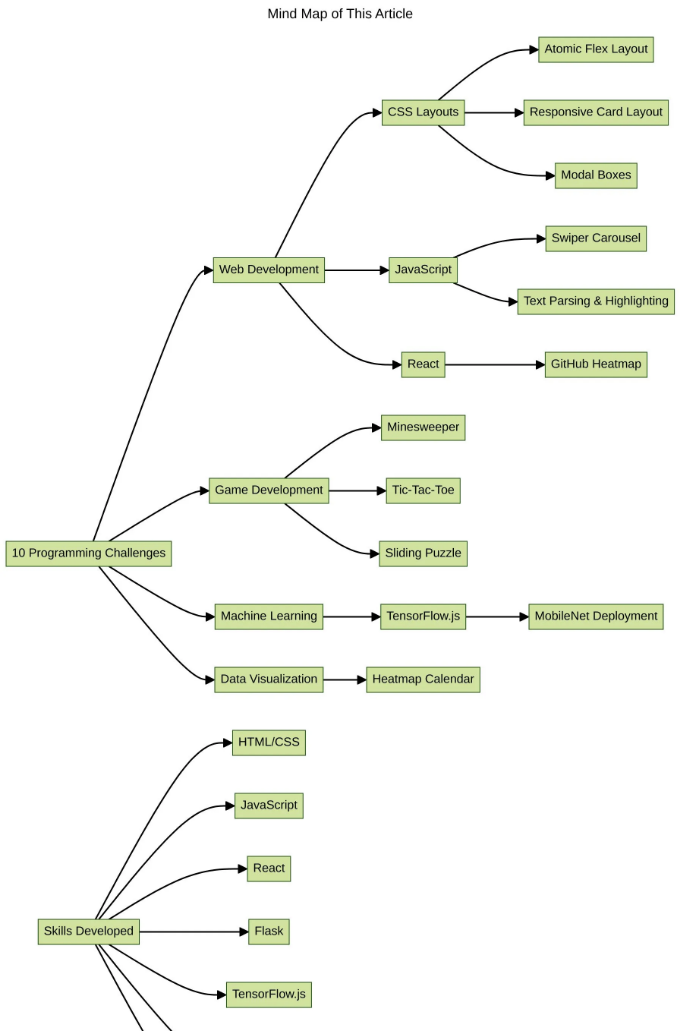 Mind Map of This Article
Atomic Flex Layout
CSS Layouts
Responsive Card Layout
Modal Boxes
Swiper Carousel
Web Development
JavaScript
Text Parsing & Highlighting
React
GitHub Heatmap
Minesweeper
Game Development
Tic-Tac-Toe
10 Programming Challenges
Sliding Puzzle
Machine Learning
TensorFlow.js
MobileNet Deployment
Data Visualization
Heatmap Calendar
HTML/CSS
JavaScript
React
Skills Developed
Flask
TensorFlow.js